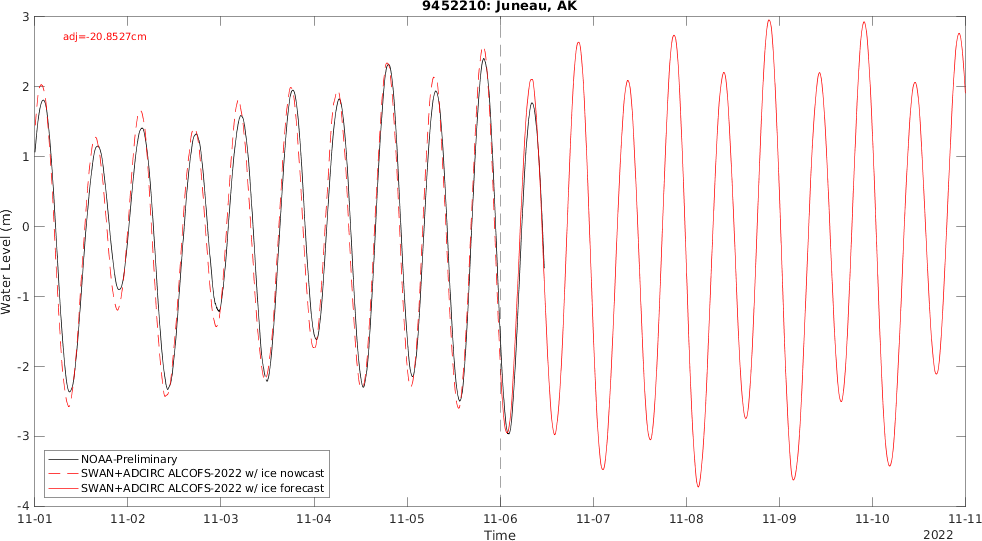 9452210: Juneau, AK
adj=-20.8527cm
3
2
1
0
-1
-2
-3
-4
Water Level (m)
NOAA-Preliminary
SWAN+ADCIRC ALCOFS-2022 w/ ice nowcast
SWAN+ADCIRC ALCOFS-2022 w/ ice forecast
11-01 11-02 11-03 11-04 11-05 11-06 11-07 11-08 11-09 11-10 11-11
Time
2022